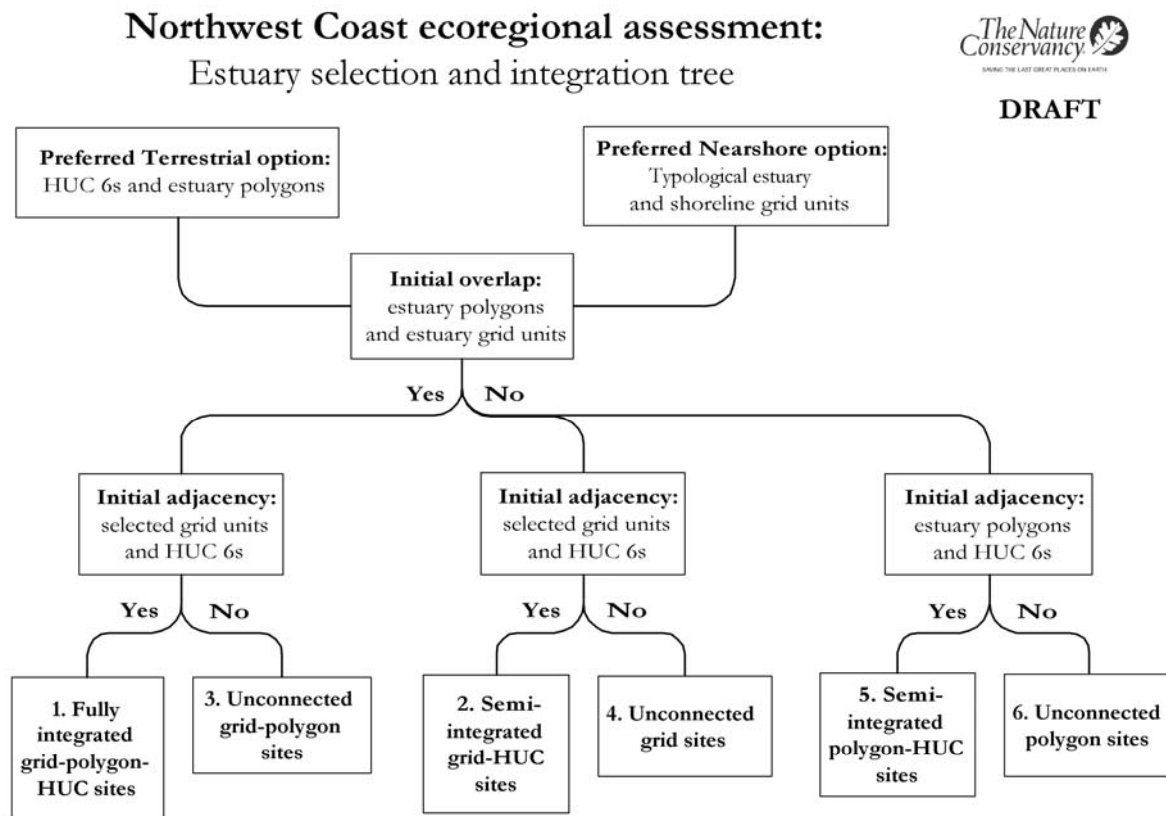 Northwest Coast ecoregional assessment:
Estuary selection and integration tree
The Nature
Conservancy
SAVING THE LAST GREAT PLACES ON EARTH
DRAFT
Preferred Terrestrial option:
HUC 6s and estuary polygons
Preferred Nearshore option:
Typological estuary
and shoreline grid units
Initial overlap:
estuary polygons
and estuary grid units
Yes No
Initial adjacency:
selected grid units
and HUC 6s
Initial adjacency:
selected grid units
and HUC 6s
Initial adjacency:
estuary polygons
and HUC 6s
Yes No
Yes No
Yes No
1. Fully
integrated
grid-polygon-
HUC sites
3. Unconnected
grid-polygon
sites
2. Semi-
integrated
grid-HUC
sites
4. Unconnected
grid sites
5. Semi-
integrated
polygon-HUC
sites
6. Unconnected
polygon sites